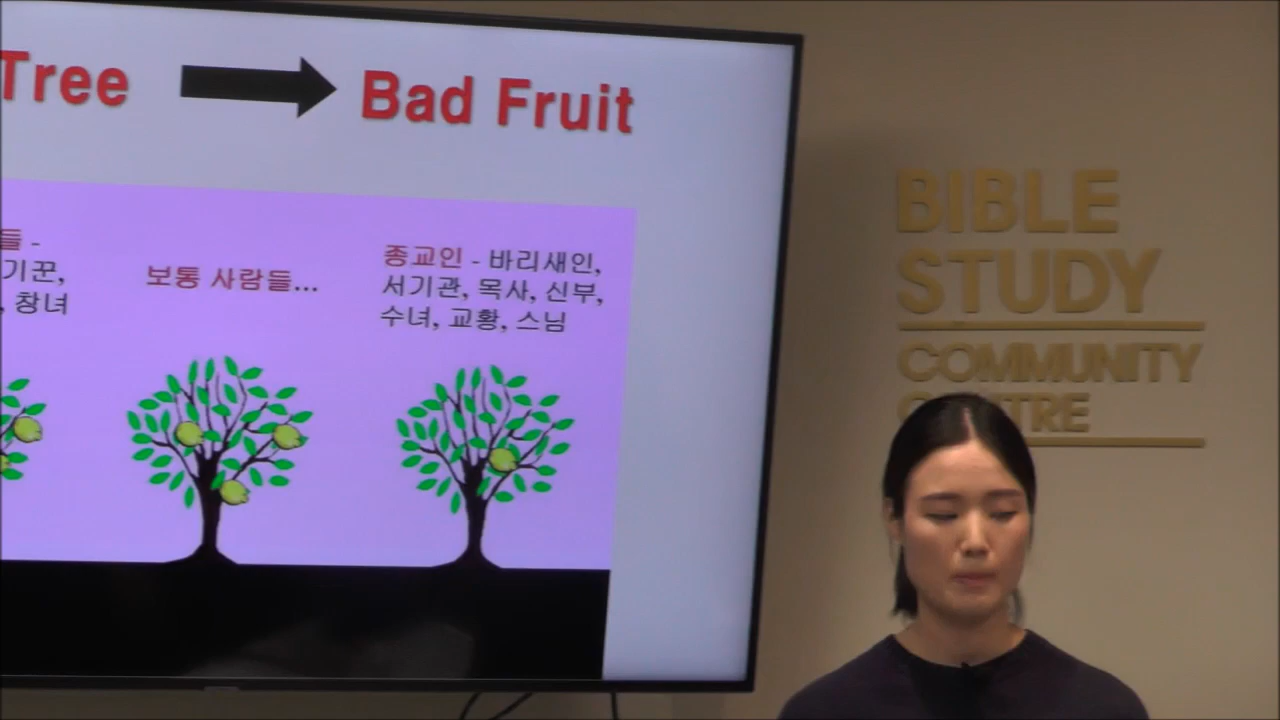 Tree
Bad Fruit
들 -
기꾼,
, 창녀
보통 사람들...
종교인 - 바리새인,
서기관, 목사, 신부,
수녀, 교황, 스님
BIBLE
STUDY
COMMUNITY